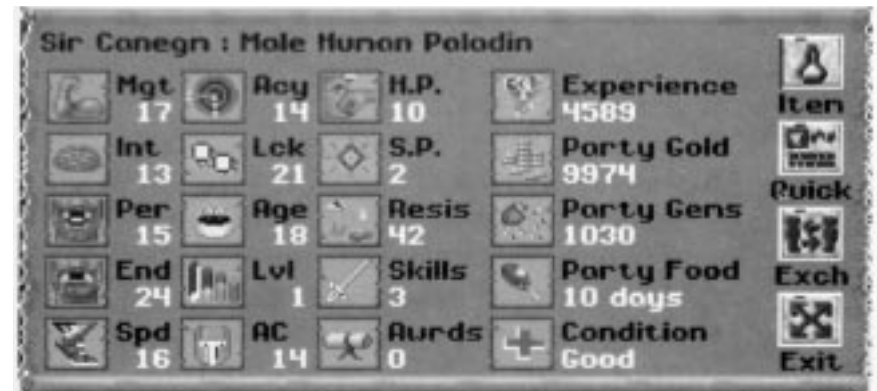 Sir Canegn : Male Human Paladin
Mgt Acy H.P. Experience
17 14 10 4589
Item
Int Lck S.P. Party Gold
13 21 2 9974
Quick
Per Age Resis Party Gems
15 18 42 1030
End Lvl Skills Party Food
24 1 3 10 days
Exch
Spd AC Awrds Condition
16 14 0 Good
Exit